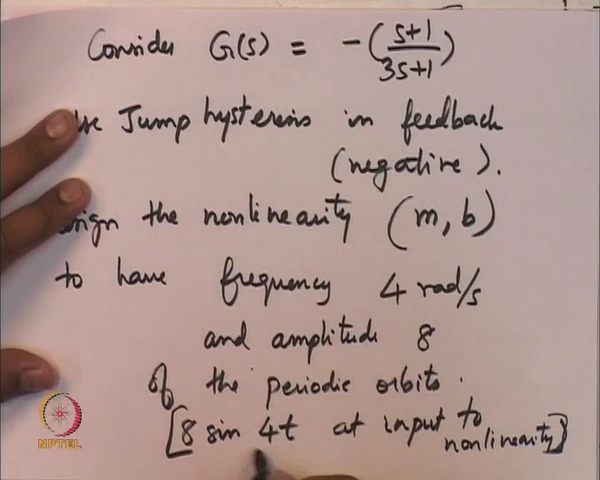 Consider G(s) = -(s+1/3s+1)
Jump hysteresis in feedback
(negative).
the nonlinearity (m, b)
to have frequency 4 rad/s
and amplitude 8
of the periodic orbits.
[8 sin 4t at input to
nonlinearity]
NPTEL